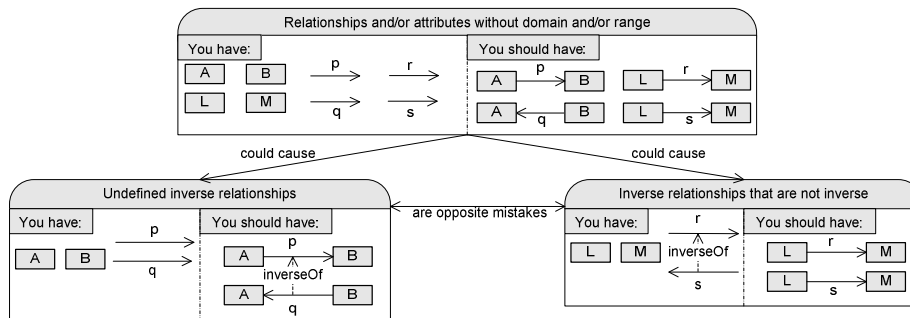 Relationships and/or attributes without domain and/or range
You have:
You should have:
A B p r
L M q s
A p B L r M
A q B L s M
could cause
could cause
Undefined inverse relationships
You have:
You should have:
A B p
q
A p B
inverseOf
A q B
are opposite mistakes
Inverse relationships that are not inverse
You have:
You should have:
L M r
inverseOf
s
L r M
L s M